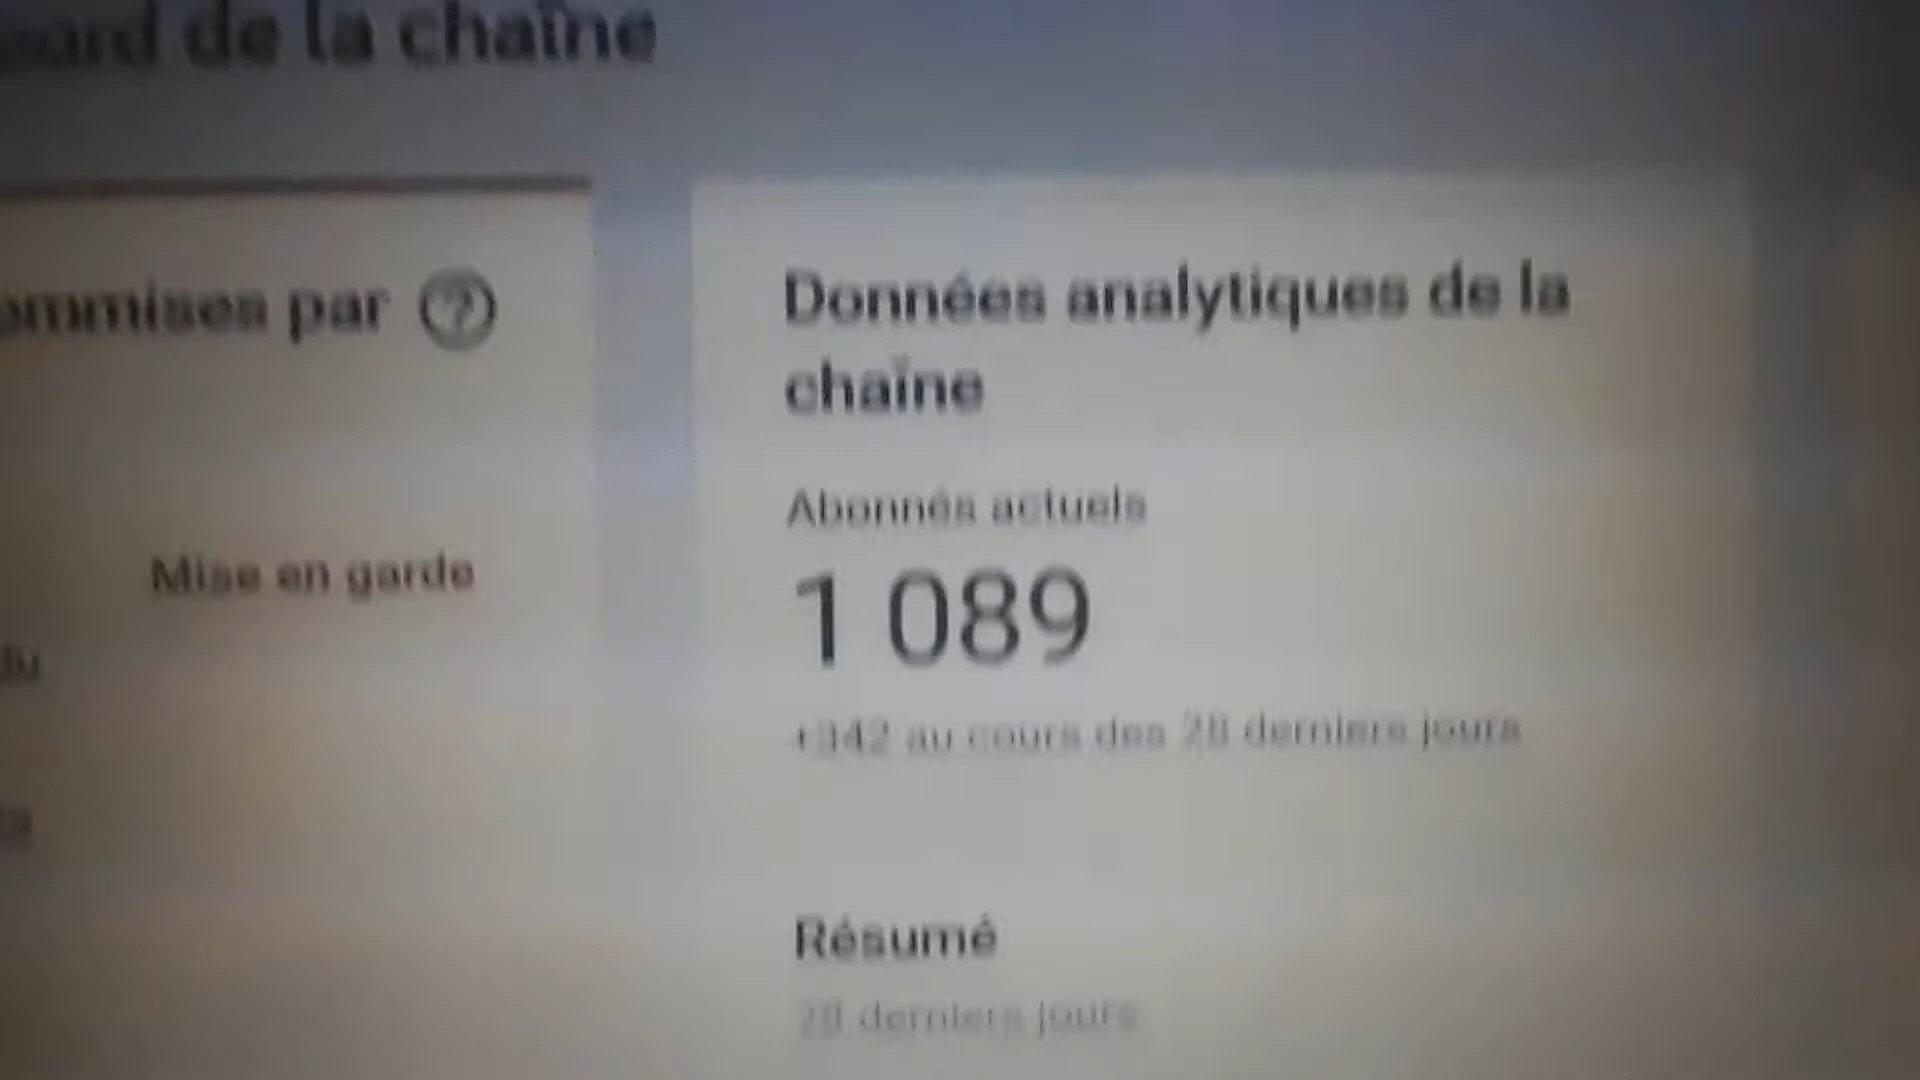 de la chaîne
par
Données analytiques de la
chaîne
Abonnés actuels
Mise en garde
1 089
+342 au cours des 28 derniers jours
Résumé
28 derniers jours